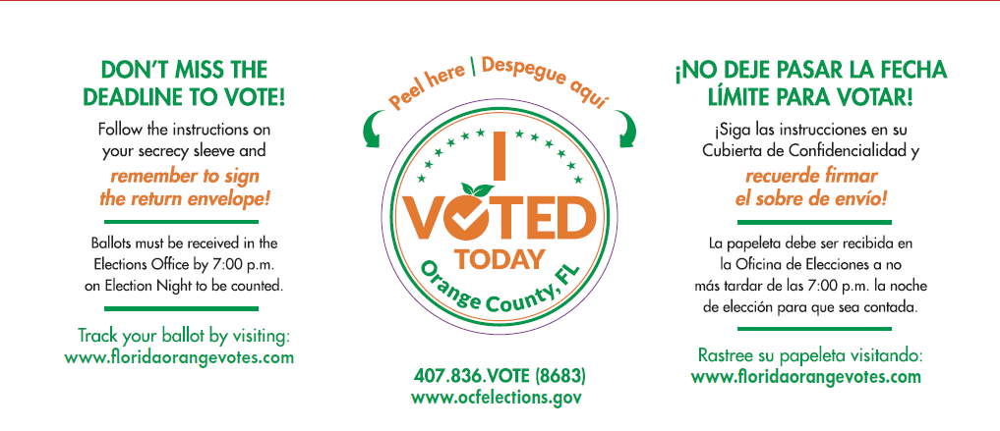 DON'T MISS THE
DEADLINE TO VOTE!
Follow the instructions on
your secrecy sleeve and
remember to sign
the return envelope!
Ballots must be received in the
Elections Office by 7:00 p.m.
on Election Night to be counted.
Track your ballot by visiting:
www.floridaorangevotes.com
Peel here | Despegue aquí
I
VOTED
TODAY
Orange County, FL
407.836.VOTE (8683)
www.ocfelections.gov
¡NO DEJE PASAR LA FECHA
LÍMITE PARA VOTAR!
¡Siga las instrucciones en su
Cubierta de Confidencialidad y
recuerde firmar
el sobre de envío!
La papeleta debe ser recibida en
la Oficina de Elecciones a no
más tardar de las 7:00 p.m. la noche
de elección para que sea contada.
Rastree su papeleta visitando:
www.floridaorangevotes.com